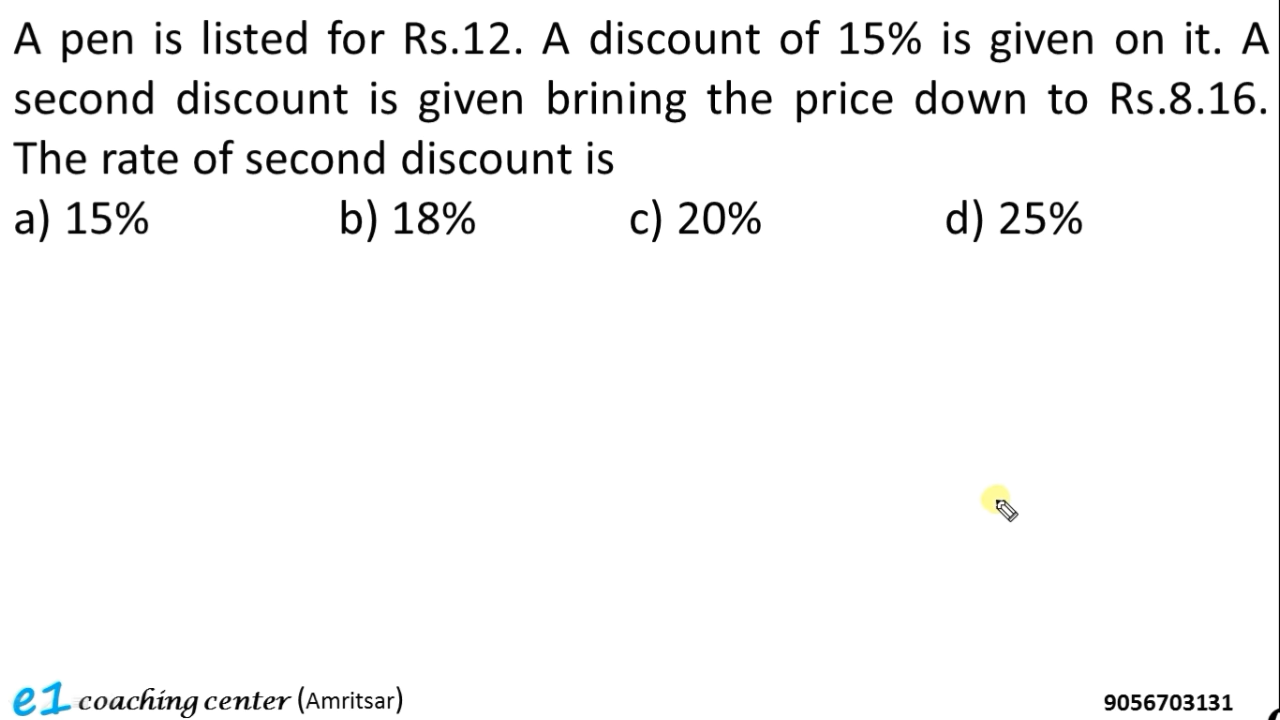 A pen is listed for Rs.12. A discount of 15% is given on it. A
second discount is given brining the price down to Rs.8.16.
The rate of second discount is
a) 15% b) 18% c) 20% d) 25%
e1 coaching center (Amritsar) 9056703131